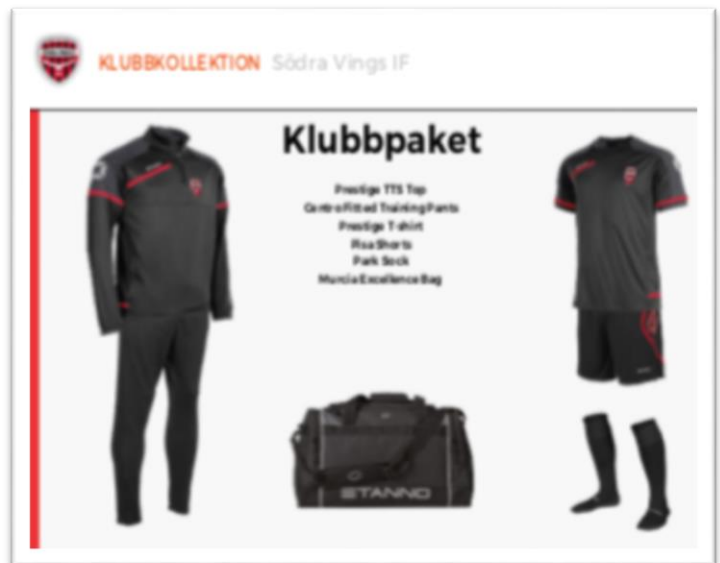 KLUBBKOLLEKTION Södra Vings IF
Klubbpaket
Prestige TTS Top
Centro Fitted Training Pants
Prestige T-shirt
Pisa Shorts
Park Sock
Murcia Excellence Bag
STANNO